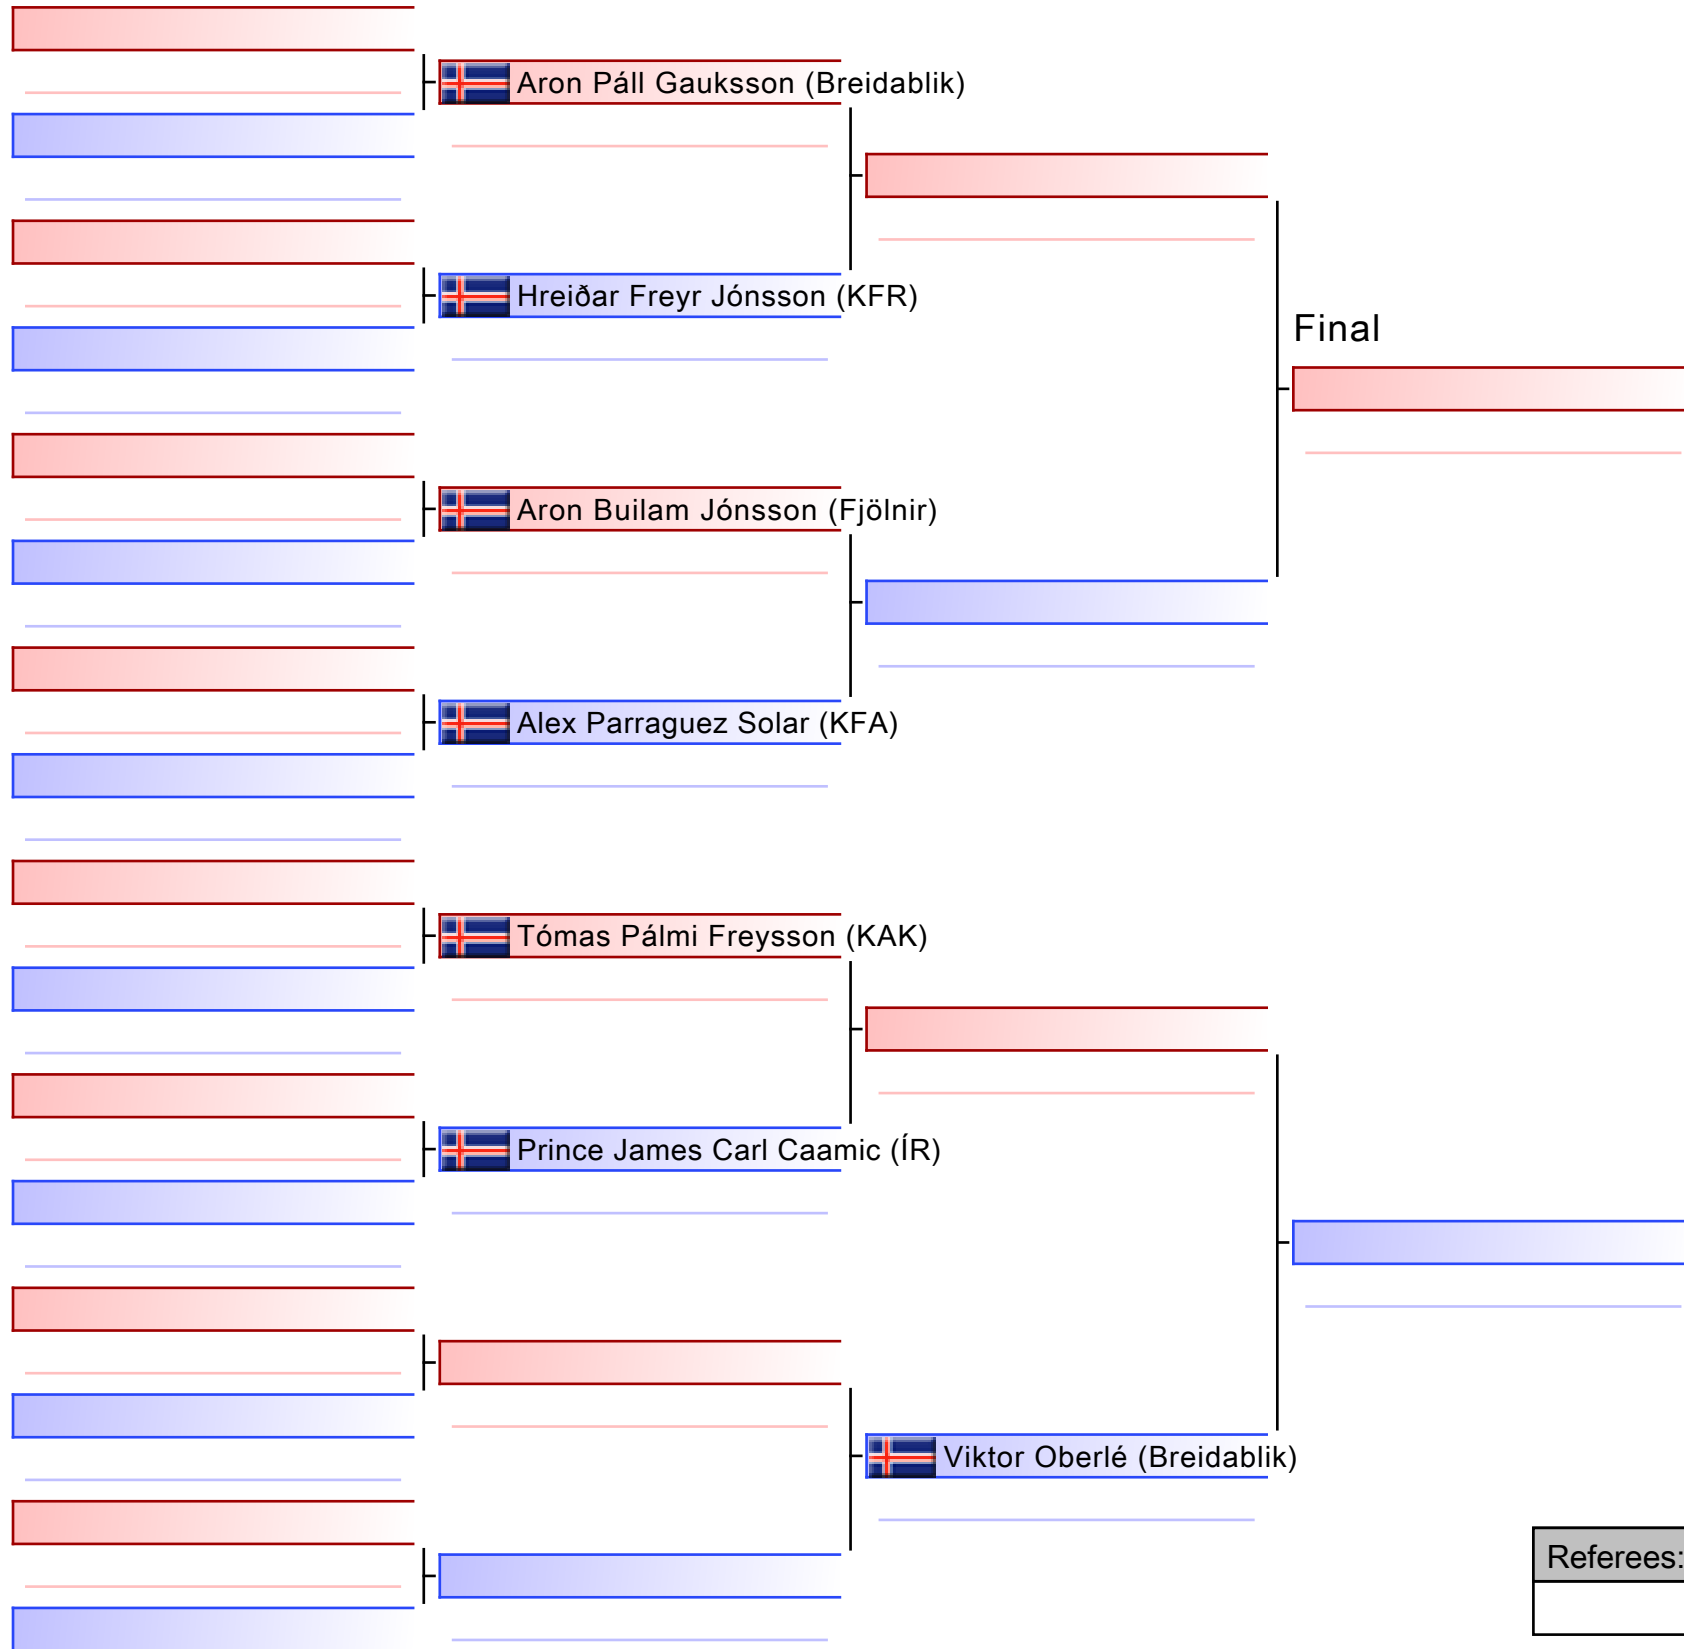 Aron Páll Gauksson (Breidablik)
Hreiðar Freyr Jónsson (KFR)
Final
Aron Builam Jónsson (Fjölnir)
Alex Parraguez Solar (KFA)
Tómas Pálmi Freysson (KAK)
Prince James Carl Caamic (ÍR)
Viktor Oberlé (Breidablik)
Referees: